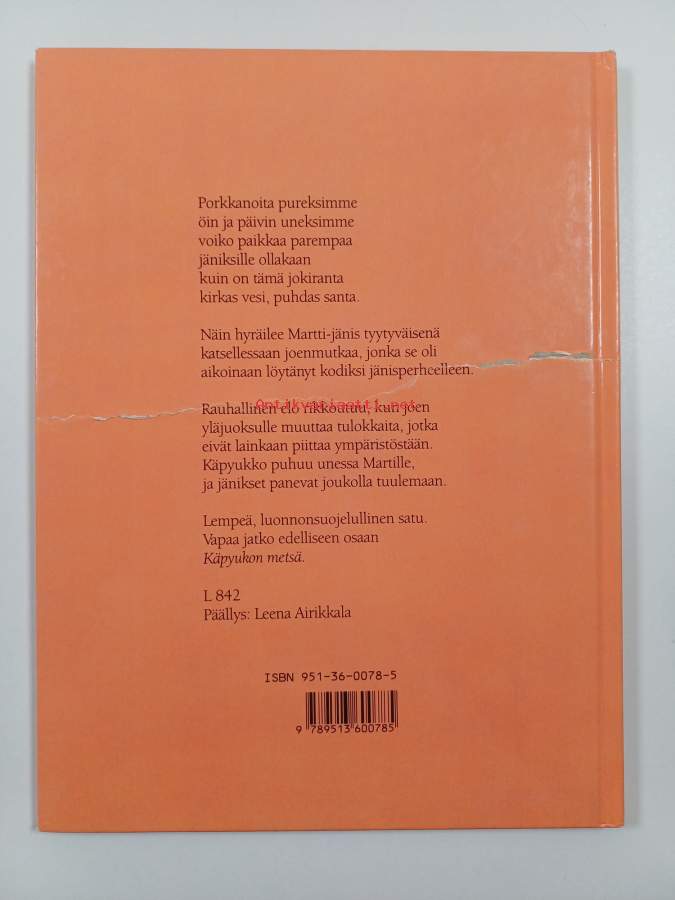 Porkkanoita pureksimme
öin ja päivin uneksimme
voiko paikkaa parempaa
jäniksille ollakaan
kuin on tämä jokiranta
kirkas vesi, puhdas santa.
Näin hyräilee Martti-jänis tyytyväisenä
katsellessaan joenmutkaa, jonka se oli
aikoinaan löytänyt kodiksi jänisperheelleen.
Antikvariaatti.net
Rauhallinen elo rikkoutuu, kun joen
yläjuoksulle muuttaa tulokkaita, jotka
eivät lainkaan piittaa ympäristöstään.
Käpyukko puhuu unessa Martille,
ja jänikset panevat joukolla tuulemaan.
Lempeä, luonnonsuojelullinen satu.
Vapaa jatko edelliseen osaan
Käpyukon metsä.
L 842
Päällys: Leena Airikkala
ISBN 951-36-0078-5
9 789513 600785